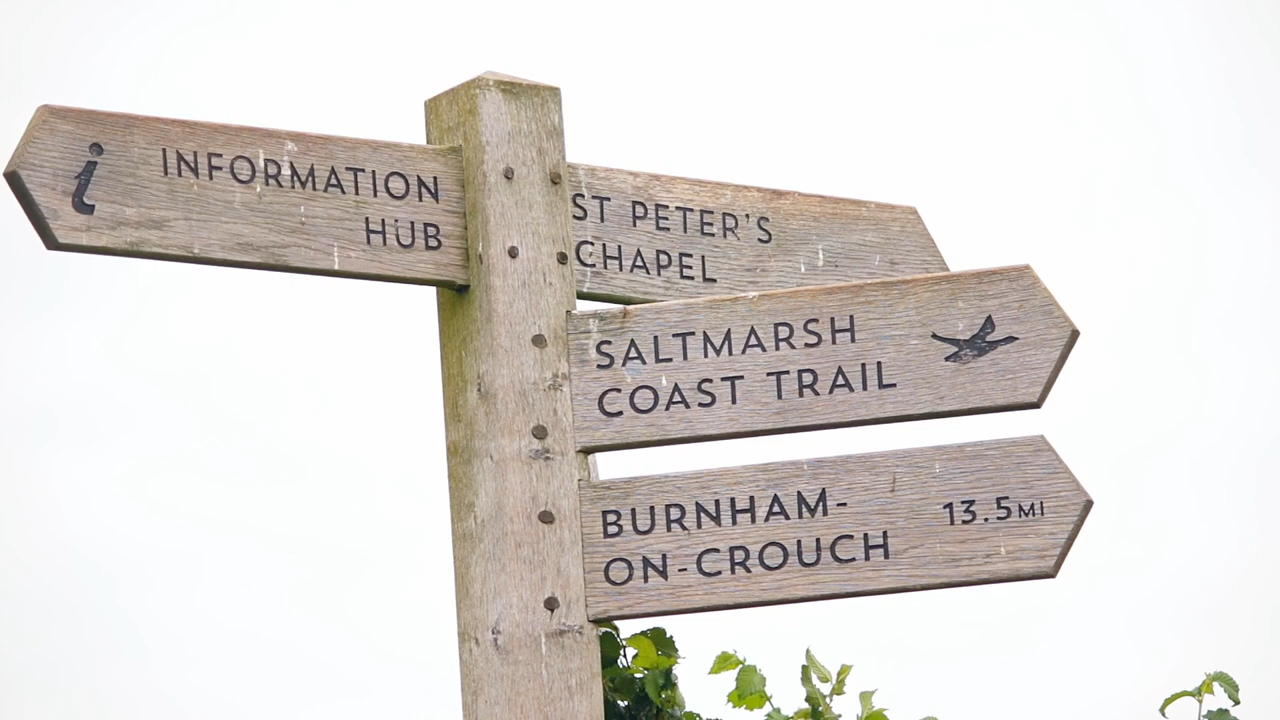 INFORMATION
HUB
ST PETER'S
CHAPEL
SALTMARSH
COAST TRAIL
BURNHAM-
ON-CROUCH
13.5MI